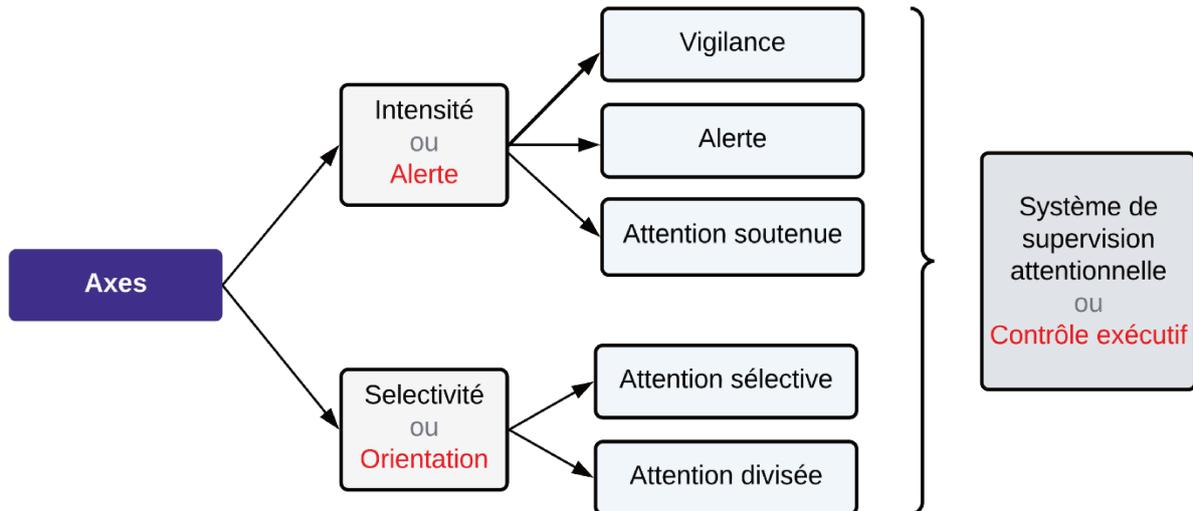 Axes
Intensité
ou
Alerte
Vigilance
Alerte
Attention soutenue
Selectivité
ou
Orientation
Attention sélective
Attention divisée
Système de
supervision
attentionnelle
ou
Contrôle exécutif